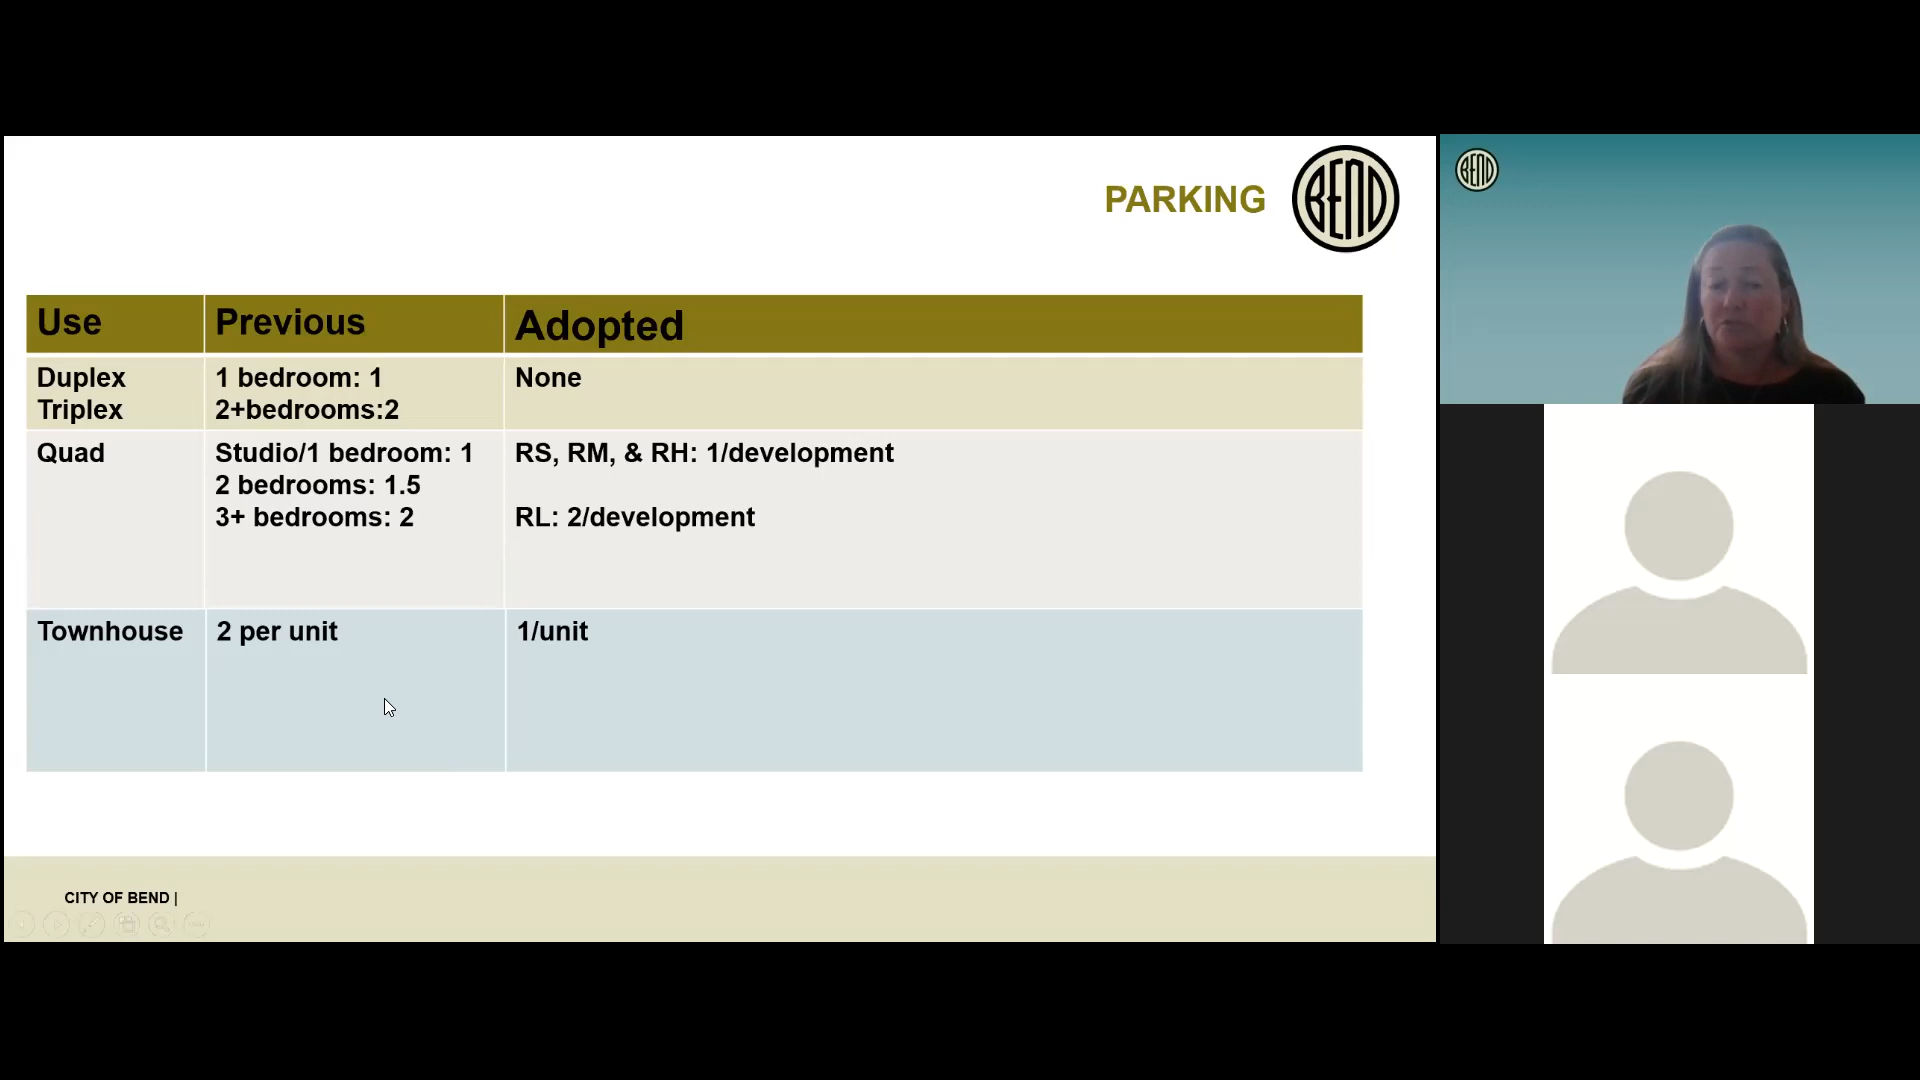 PARKING
BEND
BEND
Use Previous Adopted
Duplex 1 bedroom: 1 None
Triplex 2+bedrooms:2
Quad Studio/1 bedroom: 1 RS, RM, & RH: 1/development
2 bedrooms: 1.5
3+ bedrooms: 2 RL: 2/development
Townhouse 2 per unit 1/unit
CITY OF BEND |